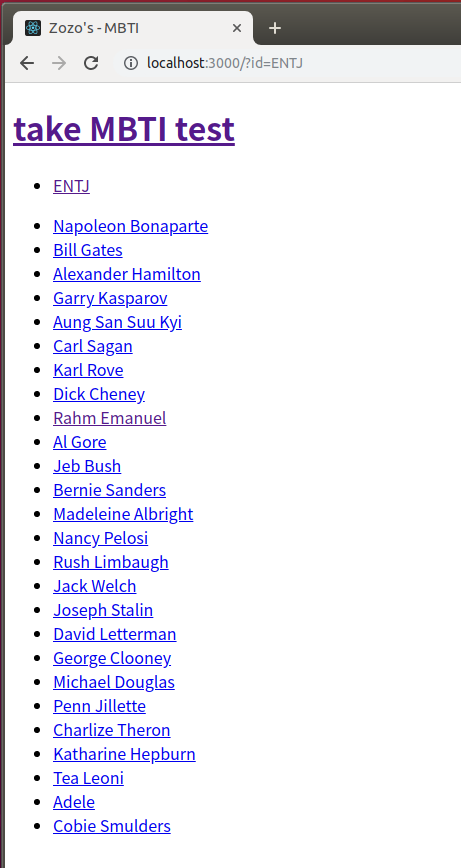 Zozo's - MBTI
localhost:3000/?id=ENTJ
take MBTI test
ENTJ
Napoleon Bonaparte
Bill Gates
Alexander Hamilton
Garry Kasparov
Aung San Suu Kyi
Carl Sagan
Karl Rove
Dick Cheney
Rahm Emanuel
Al Gore
Jeb Bush
Bernie Sanders
Madeleine Albright
Nancy Pelosi
Rush Limbaugh
Jack Welch
Joseph Stalin
David Letterman
George Clooney
Michael Douglas
Penn Jillette
Charlize Theron
Katharine Hepburn
Tea Leoni
Adele
Cobie Smulders